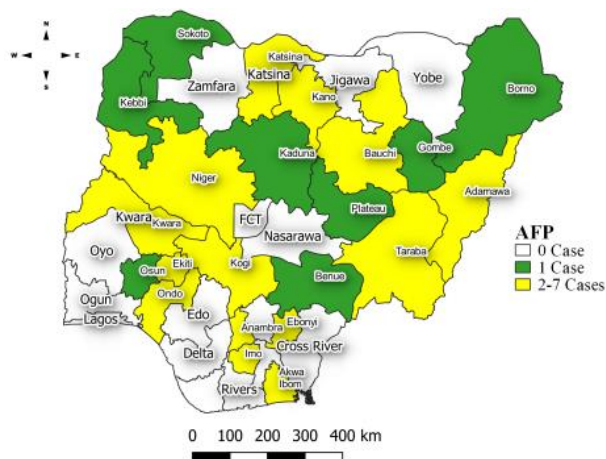 N
W
E
S
Sokoto
Katsina
Zamfara
Katsina
Jigawa
Yobe
Borno
Kebbi
Kano
Kaduna
Bauchi
Gombe
Niger
Adamawa
Plateau
Kwara
Kwara
FCT
Nasarawa
Taraba
Oyo
Ekiti
Kogi
Osun
Benue
Ondo
Ogun
Lagos
Edo
Anambra
Ebonyi
Cross River
Delta
Imo
Akwa
Ibom
Rivers
AFP
0 Case
1 Case
2-7 Cases
0 100 200 300 400 km